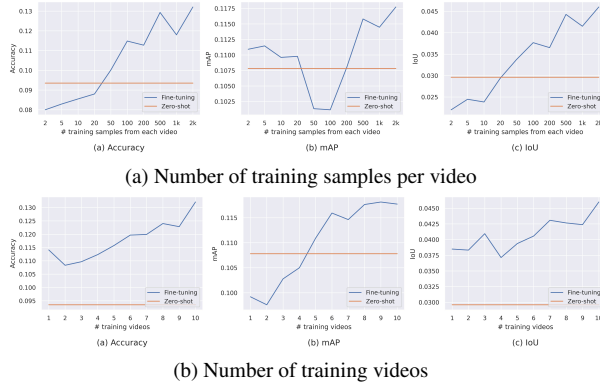 0.13
0.12
0.11
0.10
0.09
0.08
Accuracy
Fine-tuning
Zero-shot
2 5 10 20 50 100 200 500 1k 2k
# training samples from each video
(a) Accuracy
0.1175
0.1150
0.1125
0.1100
0.1075
0.1050
0.1025
mAP
Fine-tuning
Zero-shot
2 5 10 20 50 100 200 500 1k 2k
# training samples from each video
(b) mAP
0.045
0.040
0.035
0.030
0.025
IoU
Fine-tuning
Zero-shot
2 5 10 20 50 100 200 500 1k 2k
# training samples from each video
(c) IoU
(a) Number of training samples per video
0.130
0.125
0.120
0.115
0.110
0.105
0.100
0.095
Accuracy
Fine-tuning
Zero-shot
1 2 3 4 5 6 7 8 9 10
# training videos
(a) Accuracy
0.115
0.110
0.105
0.100
mAP
Fine-tuning
Zero-shot
1 2 3 4 5 6 7 8 9 10
# training videos
(b) mAP
0.0450
0.0425
0.0400
0.0375
0.0350
0.0325
0.0300
IoU
Fine-tuning
Zero-shot
1 2 3 4 5 6 7 8 9 10
# training videos
(c) IoU
(b) Number of training videos